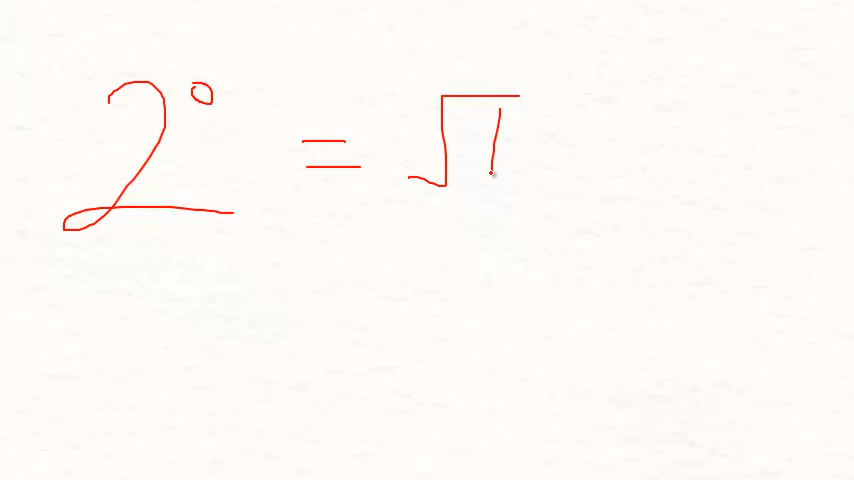 2⁰ = √1